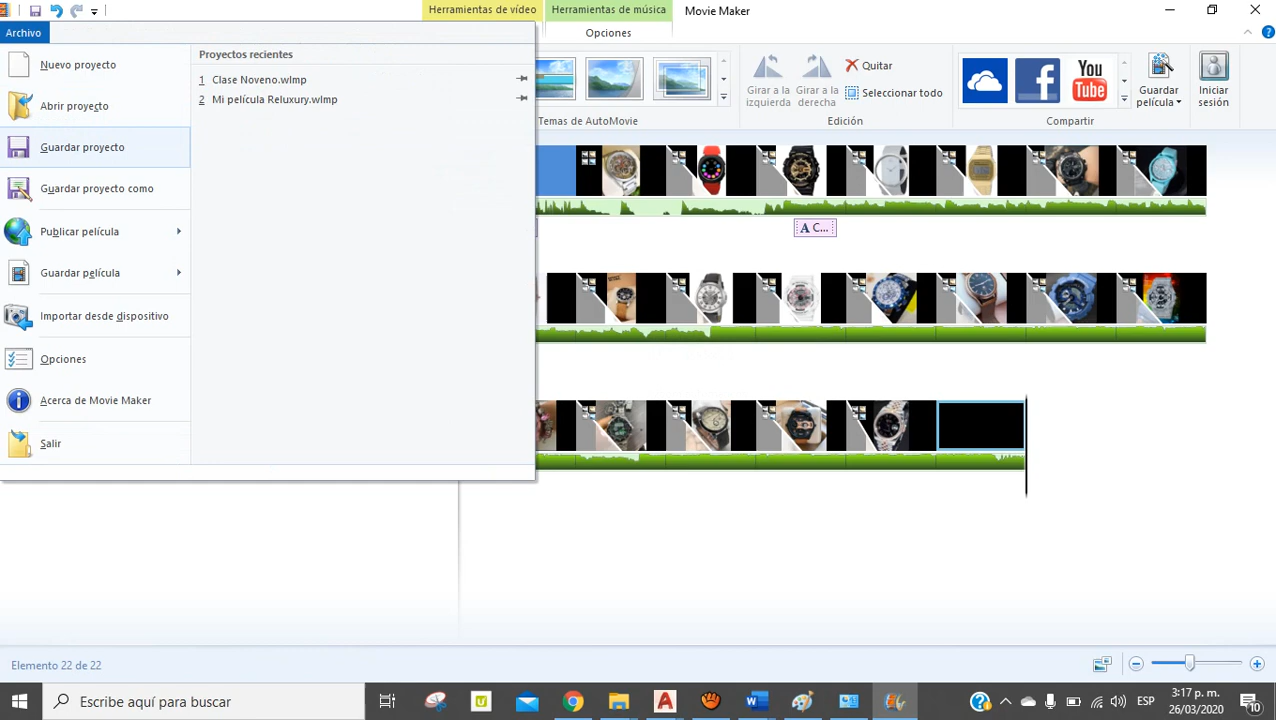 Herramientas de vídeo
Herramientas de música
Movie Maker
Archivo
Opciones
Nuevo proyecto
Abrir proyecto
Guardar proyecto
Guardar proyecto como
Publicar película
Guardar película
Importar desde dispositivo
Opciones
Acerca de Movie Maker
Salir
Proyectos recientes
1 Clase Noveno.wlmp
2 Mi película Reluxury.wlmp
Temas de AutoMovie
Girar a la izquierda
Girar a la derecha
Quitar
Seleccionar todo
Edición
You
Tube
Compartir
Guardar película
Iniciar sesión
A C...
Elemento 22 de 22
Escribe aquí para buscar
ESP
3:17 p. m.
26/03/2020
10